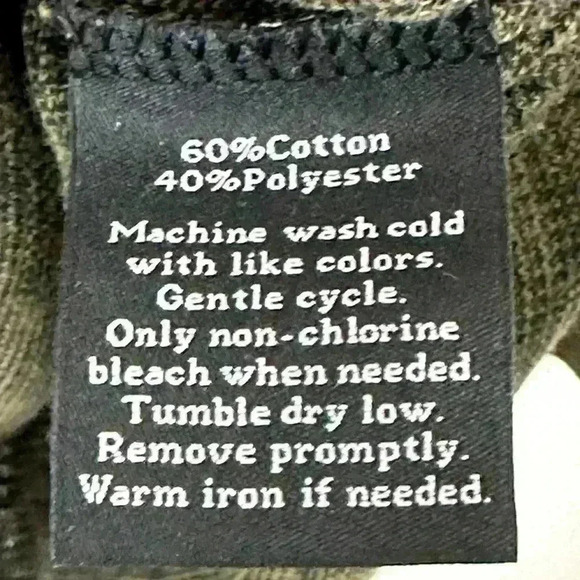 60%Cotton
40%Polyester
Machine wash cold
with like colors.
Gentle cycle.
Only non-chlorine
bleach when needed.
Tumble dry low.
Remove promptly.
Warm iron if needed.